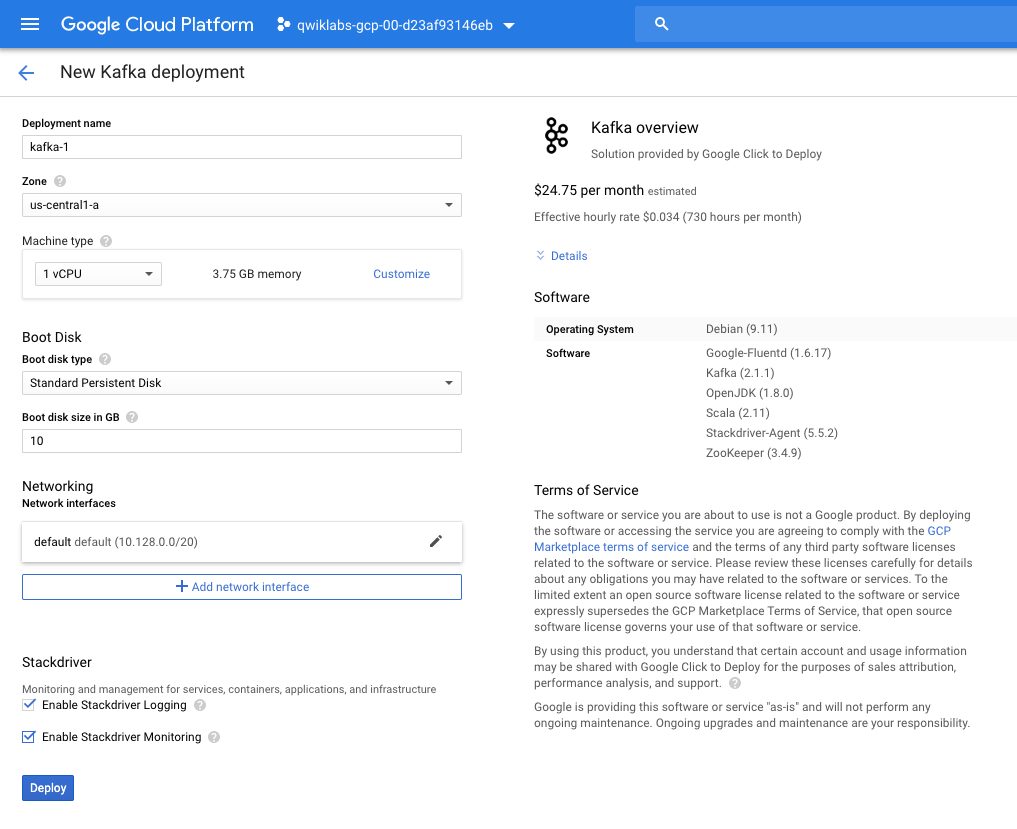 Google Cloud Platform
qwiklabs-gcp-00-d23af93146eb
New Kafka deployment
Deployment name
kafka-1
Zone
us-central1-a
Machine type
1 vCPU
3.75 GB memory
Customize
Boot Disk
Boot disk type
Standard Persistent Disk
Boot disk size in GB
10
Networking
Network interfaces
default default (10.128.0.0/20)
Add network interface
Stackdriver
Monitoring and management for services, containers, applications, and infrastructure
Enable Stackdriver Logging
Enable Stackdriver Monitoring
Deploy
Kafka overview
Solution provided by Google Click to Deploy
$24.75 per month estimated
Effective hourly rate $0.034 (730 hours per month)
Details
Software
Operating System
Debian (9.11)
Software
Google-Fluentd (1.6.17)
Kafka (2.1.1)
OpenJDK (1.8.0)
Scala (2.11)
Stackdriver-Agent (5.5.2)
ZooKeeper (3.4.9)
Terms of Service
The software or service you are about to use is not a Google product. By deploying
the software or accessing the service you are agreeing to comply with the GCP
Marketplace terms of service and the terms of any third party software licenses
related to the software or service. Please review these licenses carefully for details
about any obligations you may have related to the software or services. To the
limited extent an open source software license related to the software or service
expressly supersedes the GCP Marketplace Terms of Service, that open source
software license governs your use of that software or service.
By using this product, you understand that certain account and usage information
may be shared with Google Click to Deploy for the purposes of sales attribution,
performance analysis, and support.
Google is providing this software or service "as-is" and will not perform any
ongoing maintenance. Ongoing upgrades and maintenance are your responsibility.